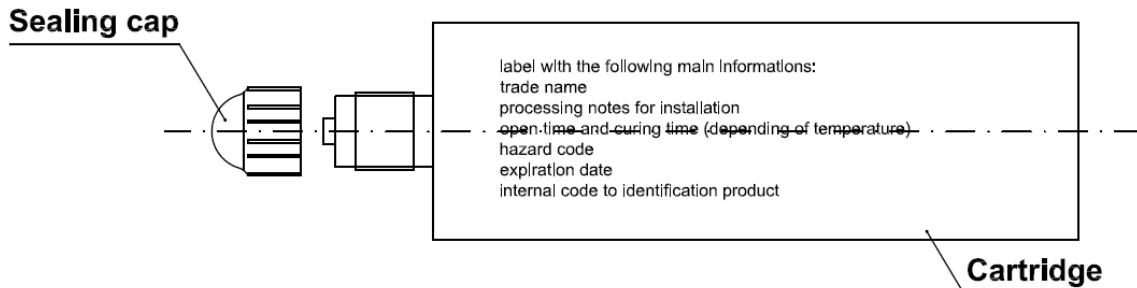 Sealing cap
label with the following main informations:
trade name
processing notes for installation
open time and curing time (depending of temperature)
hazard code
expiration date
internal code to identification product
Cartridge